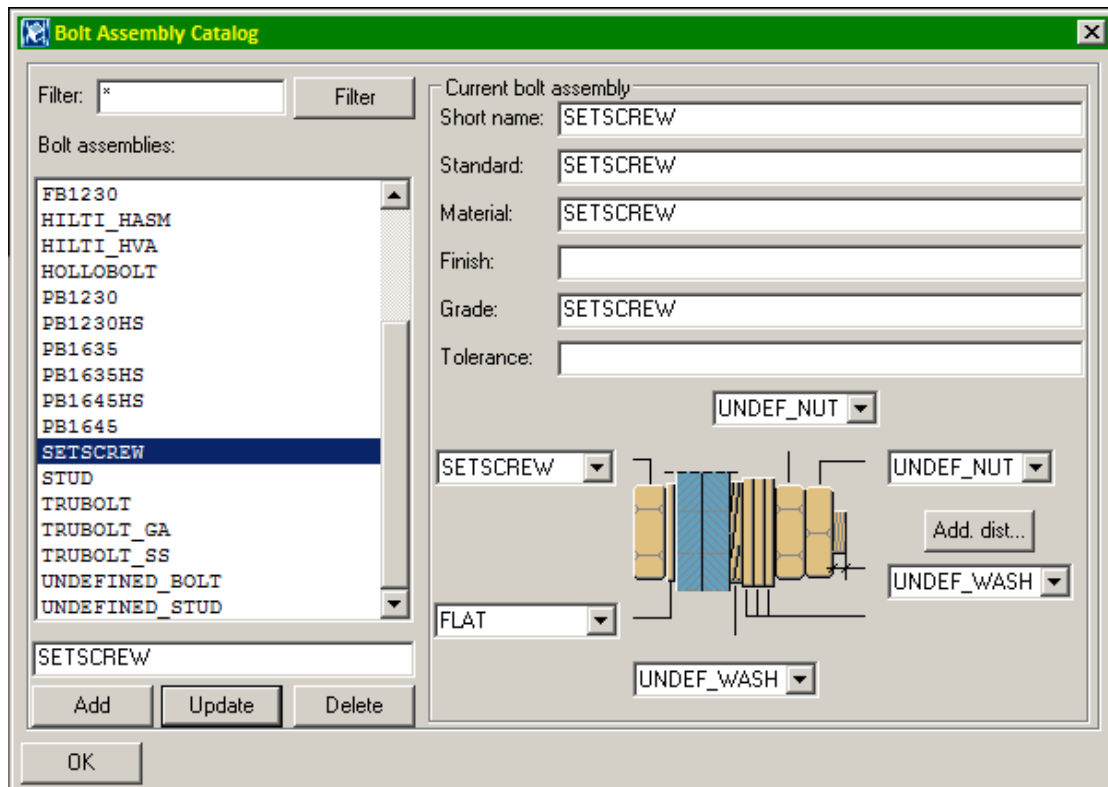 Bolt Assembly Catalog
Filter: * Filter
Bolt assemblies:
FB1230
HILTI_HASM
HILTI_HVA
HOLLOBOLT
PB1230
PB1230HS
PB1635
PB1635HS
PB1645HS
PB1645
SETSCREW
STUD
TRUBOLT
TRUBOLT_GA
TRUBOLT_SS
UNDEFINED_BOLT
UNDEFINED_STUD
SETSCREW
Add Update Delete
OK
Current bolt assembly
Short name: SETSCREW
Standard: SETSCREW
Material: SETSCREW
Finish:
Grade: SETSCREW
Tolerance:
UNDEF_NUT
SETSCREW UNDEF_NUT
Add. dist...
UNDEF_WASH
FLAT
UNDEF_WASH